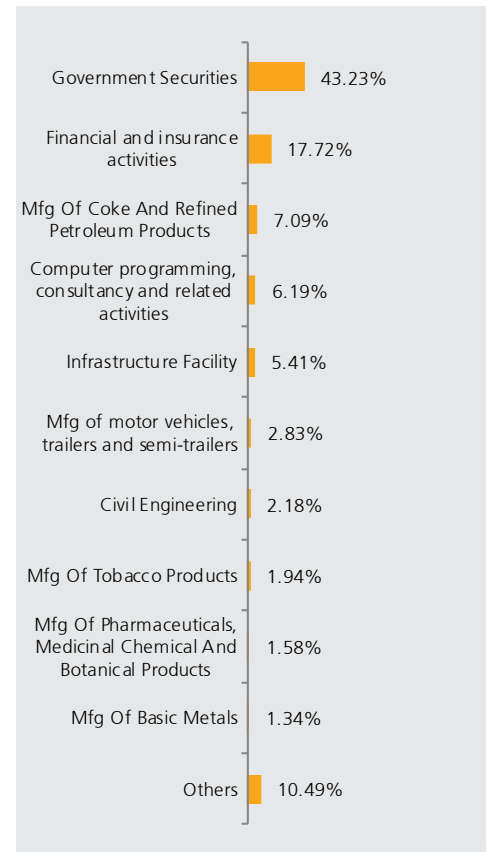 Government Securities 43.23%
Financial and insurance
activities 17.72%
Mfg Of Coke And Refined
Petroleum Products 7.09%
Computer programming,
consultancy and related
activities 6.19%
Infrastructure Facility 5.41%
Mfg of motor vehicles,
trailers and semi-trailers 2.83%
Civil Engineering 2.18%
Mfg Of Tobacco Products 1.94%
Mfg Of Pharmaceuticals,
Medicinal Chemical And
Botanical Products 1.58%
Mfg Of Basic Metals 1.34%
Others 10.49%